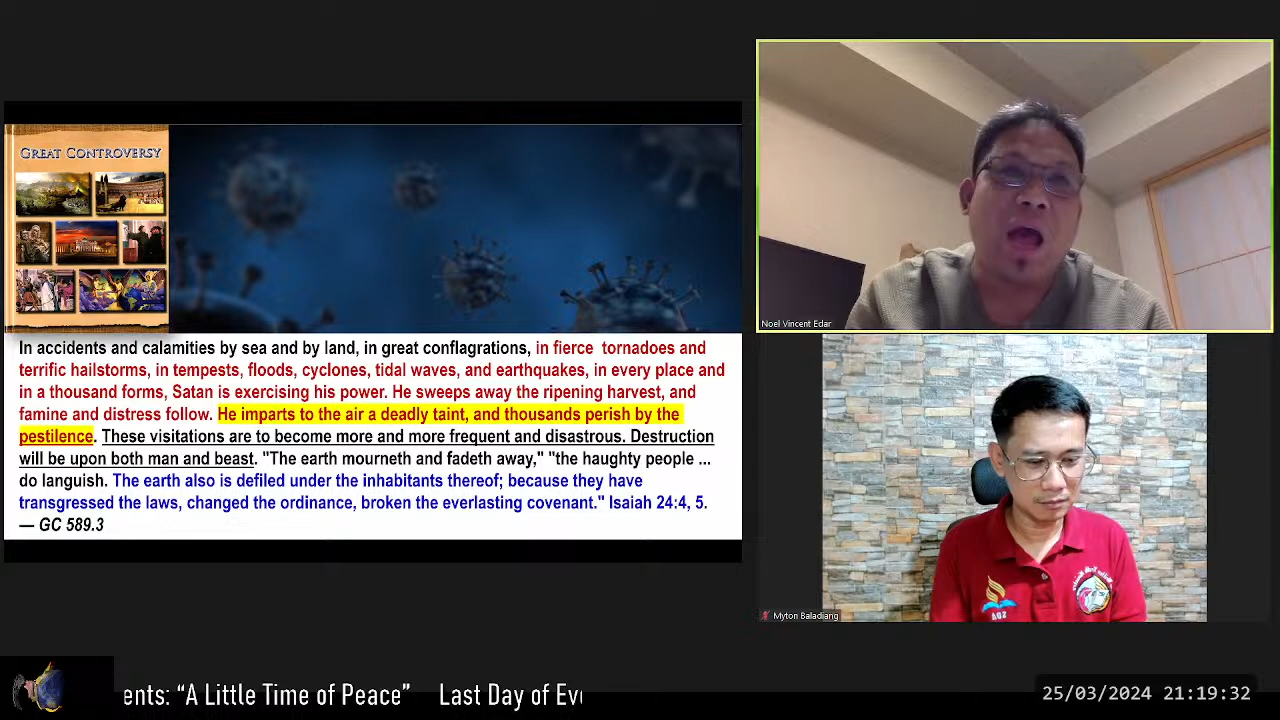 GREAT CONTROVERSY
In accidents and calamities by sea and by land, in great conflagrations, in fierce tornadoes and
terrific hailstorms, in tempests, floods, cyclones, tidal waves, and earthquakes, in every place and
in a thousand forms, Satan is exercising his power. He sweeps away the ripening harvest, and
famine and distress follow. He imparts to the air a deadly taint, and thousands perish by the
pestilence. These visitations are to become more and more frequent and disastrous. Destruction
will be upon both man and beast. "The earth mourneth and fadeth away," "the haughty people ...
do languish. The earth also is defiled under the inhabitants thereof; because they have
transgressed the laws, changed the ordinance, broken the everlasting covenant." Isaiah 24:4, 5.
— GC 589.3
Noel Vincent Edar
SDA
Myton Baladiang
ents: “A Little Time of Peace” Last Day of Eve
25/03/2024 21:19:32